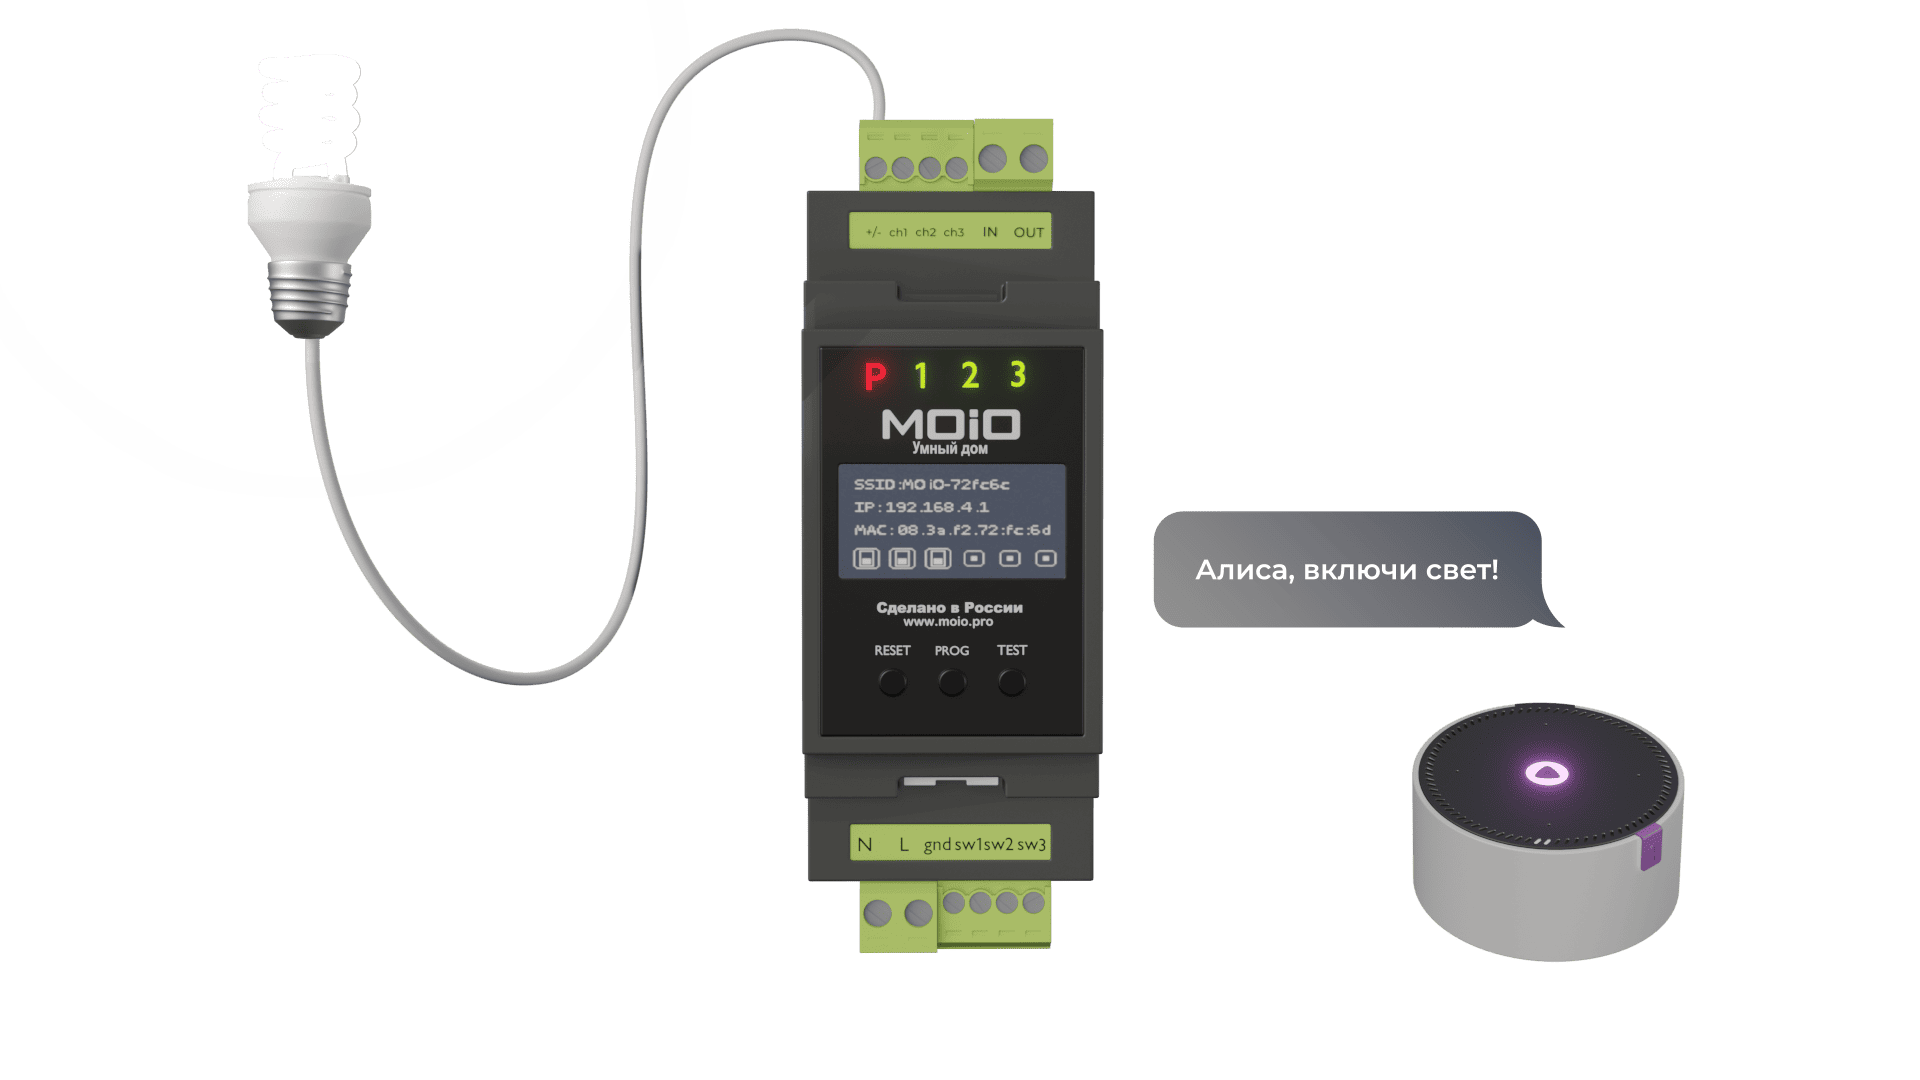 +/- ch1 ch2 ch3 IN OUT
P 1 2 3
MOiO
Умный дом
SSID:MOiO-72fc6c
IP:192.168.4.1
MAC:08.3a.f2.72:fc:6d
Сделано в России
www.moio.pro
RESET PROG TEST
N L gnd sw1 sw2 sw3
Алиса, включи свет!